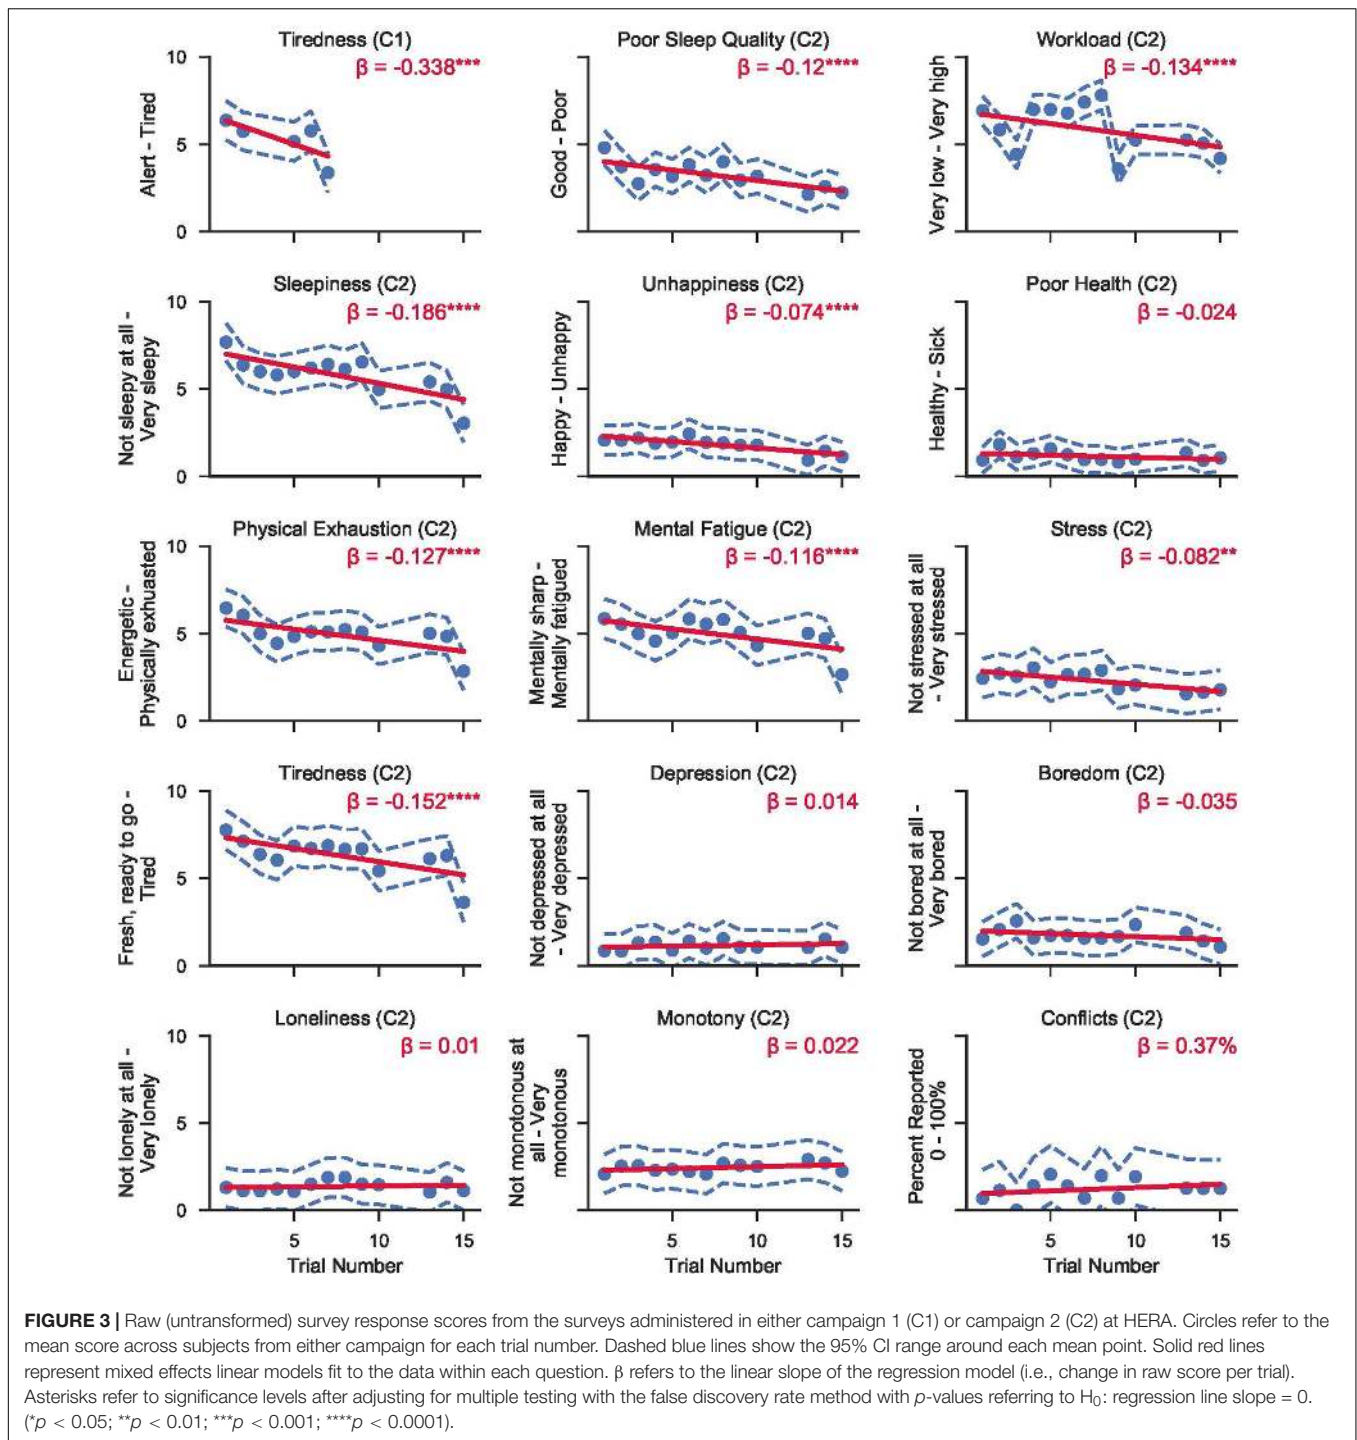 Tiredness (C1)
β = -0.338***
Alert - Tired
10
5
0
Poor Sleep Quality (C2)
β = -0.12****
Good - Poor
Workload (C2)
β = -0.134****
Very low - Very high
Sleepiness (C2)
β = -0.186****
Not sleepy at all -
Very sleepy
10
5
0
Unhappiness (C2)
β = -0.074****
Happy - Unhappy
Poor Health (C2)
β = -0.024
Healthy - Sick
Physical Exhaustion (C2)
β = -0.127****
Energetic -
Physically exhuasted
10
5
0
Mental Fatigue (C2)
β = -0.116****
Mentally sharp -
Mentally fatigued
Stress (C2)
β = -0.082**
Not stressed at all
- Very stressed
Tiredness (C2)
β = -0.152****
Fresh, ready to go -
Tired
10
5
0
Depression (C2)
β = 0.014
Not depressed at all
- Very depressed
Boredom (C2)
β = -0.035
Not bored at all -
Very bored
Loneliness (C2)
β = 0.01
Not lonely at all -
Very lonely
10
5
0
5 10 15
Trial Number
Monotony (C2)
β = 0.022
Not monotonous at
all - Very
monotonous
5 10 15
Trial Number
Conflicts (C2)
β = 0.37%
Percent Reported
0 - 100%
5 10 15
Trial Number
FIGURE 3 | Raw (untransformed) survey response scores from the surveys administered in either campaign 1 (C1) or campaign 2 (C2) at HERA. Circles refer to the
mean score across subjects from either campaign for each trial number. Dashed blue lines show the 95% CI range around each mean point. Solid red lines
represent mixed effects linear models fit to the data within each question. β refers to the linear slope of the regression model (i.e., change in raw score per trial).
Asterisks refer to significance levels after adjusting for multiple testing with the false discovery rate method with p-values referring to H₀: regression line slope = 0.
(*p < 0.05; **p < 0.01; ***p < 0.001; ****p < 0.0001).